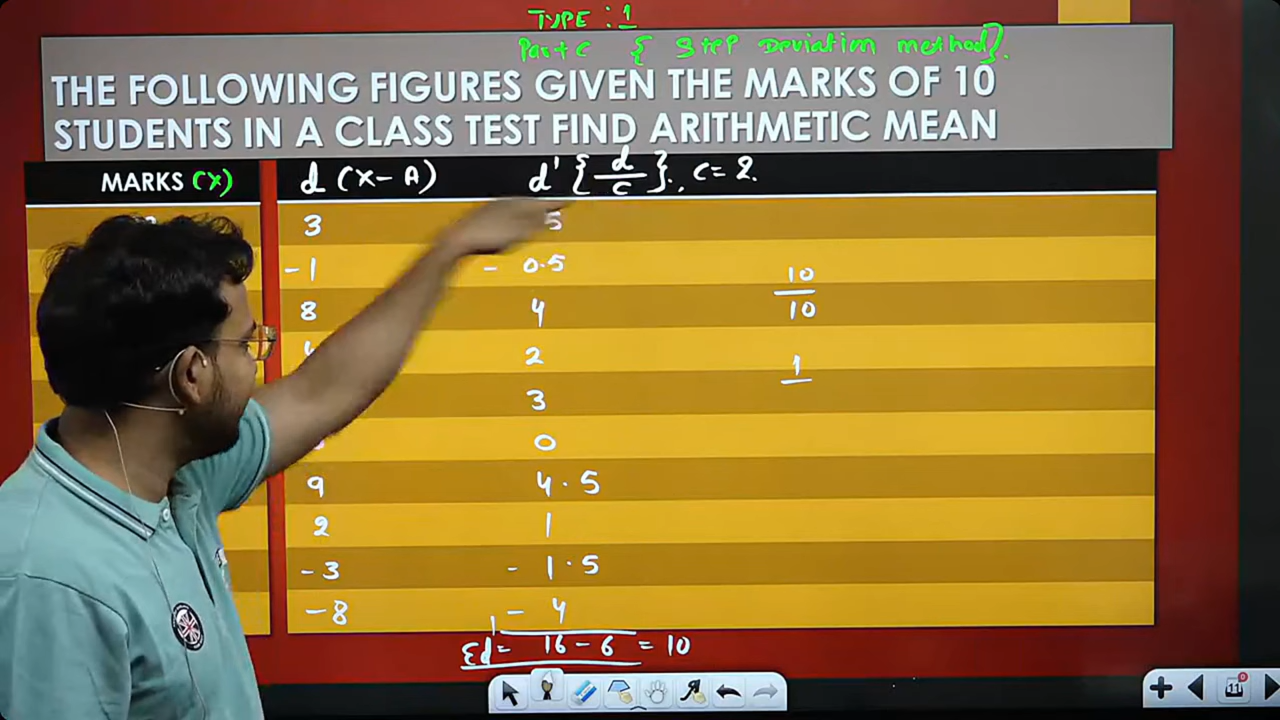 TYPE : 1
Part C { Step Deviation method}.
THE FOLLOWING FIGURES GIVEN THE MARKS OF 10
STUDENTS IN A CLASS TEST FIND ARITHMETIC MEAN
MARKS (X) d (X - A) d' { d/c }., c = 2.
3 5
- 1 - 0.5 10
8 4 10
2 1
3
0
9 4.5
2 1
- 3 - 1.5
- 8 - 4
Σd' = 16 - 6 = 10
11